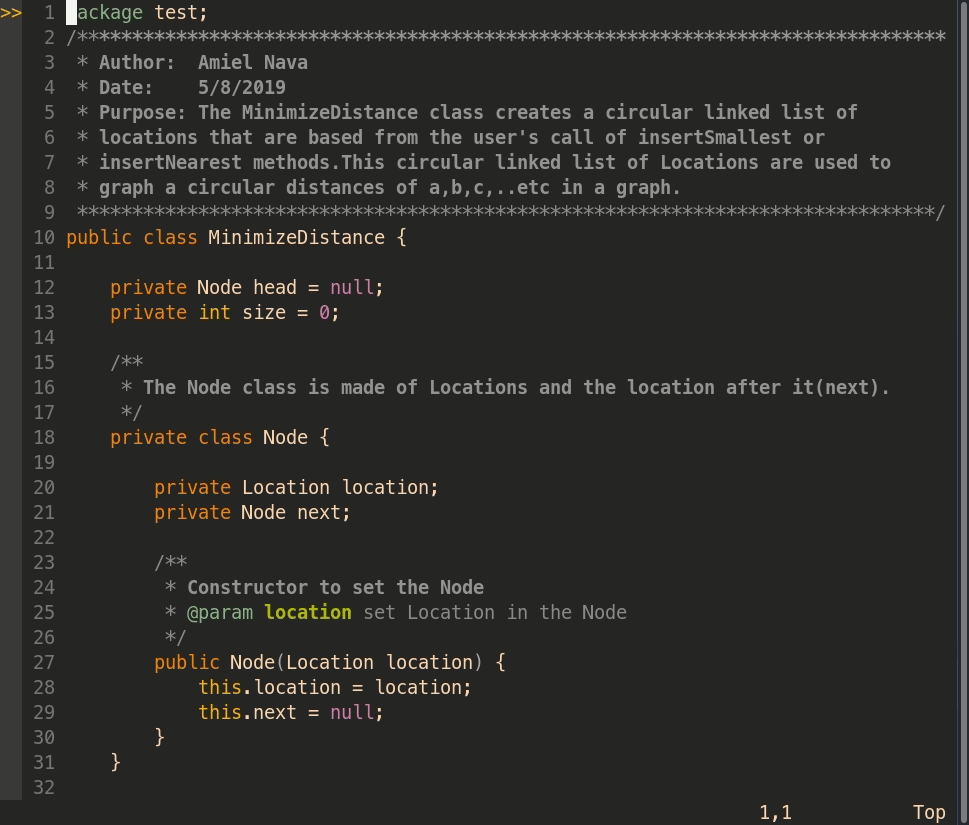 >> 1 ackage test;
2 /*******************************************************************************
3 * Author:  Amiel Nava
4 * Date:    5/8/2019
5 * Purpose: The MinimizeDistance class creates a circular linked list of
6 * locations that are based from the user's call of insertSmallest or
7 * insertNearest methods.This circular linked list of Locations are used to
8 * graph a circular distances of a,b,c,..etc in a graph.
9 ******************************************************************************/
10 public class MinimizeDistance {
11
12     private Node head = null;
13     private int size = 0;
14
15     /**
16      * The Node class is made of Locations and the location after it(next).
17      */
18     private class Node {
19
20         private Location location;
21         private Node next;
22
23         /**
24          * Constructor to set the Node
25          * @param location set Location in the Node
26          */
27         public Node(Location location) {
28             this.location = location;
29             this.next = null;
30         }
31     }
32
1,1 Top